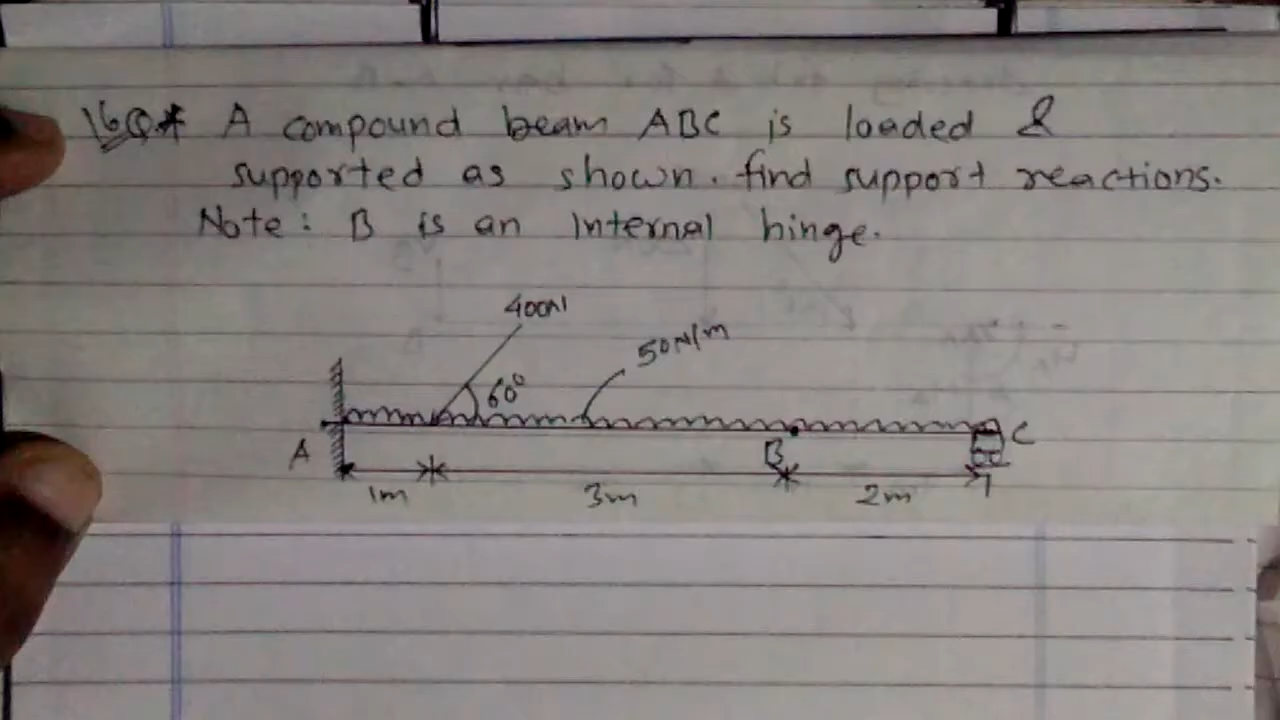 16Q* A compound beam ABC is loaded &
supported as shown. find support reactions.
Note: B is an Internal hinge.
400N
50N/m
60°
A
B
C
1m
3m
2m